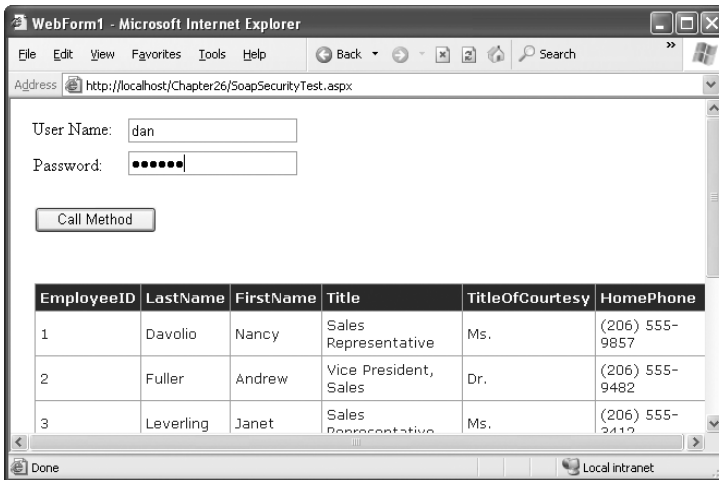 WebForm1 - Microsoft Internet Explorer
File Edit View Favorites Tools Help Back Search »
Address http://localhost/Chapter26/SoapSecurityTest.aspx
User Name: dan
Password: ••••••
Call Method
EmployeeID LastName FirstName Title TitleOfCourtesy HomePhone
1 Davolio Nancy Sales Representative Ms. (206) 555-9857
2 Fuller Andrew Vice President, Sales Dr. (206) 555-9482
3 Leverling Janet Sales Representative Ms. (206) 555-3412
Done Local intranet